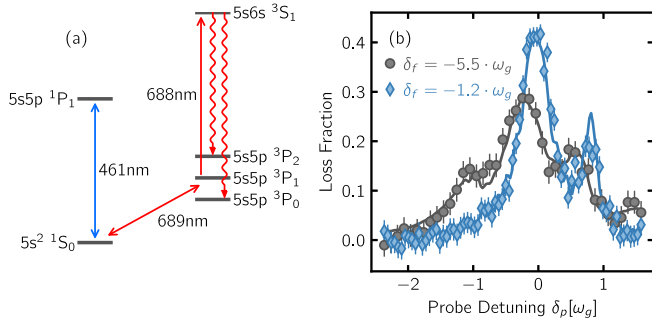 (a)
5s6s ³S₁
5s5p ¹P₁
688nm
461nm
5s5p ³P₂
5s5p ³P₁
5s5p ³P₀
689nm
5s² ¹S₀
(b)
δf = −5.5 · ωg
δf = −1.2 · ωg
Loss Fraction
0.4
0.3
0.2
0.1
0.0
−2 −1 0 1
Probe Detuning δp[ωg]